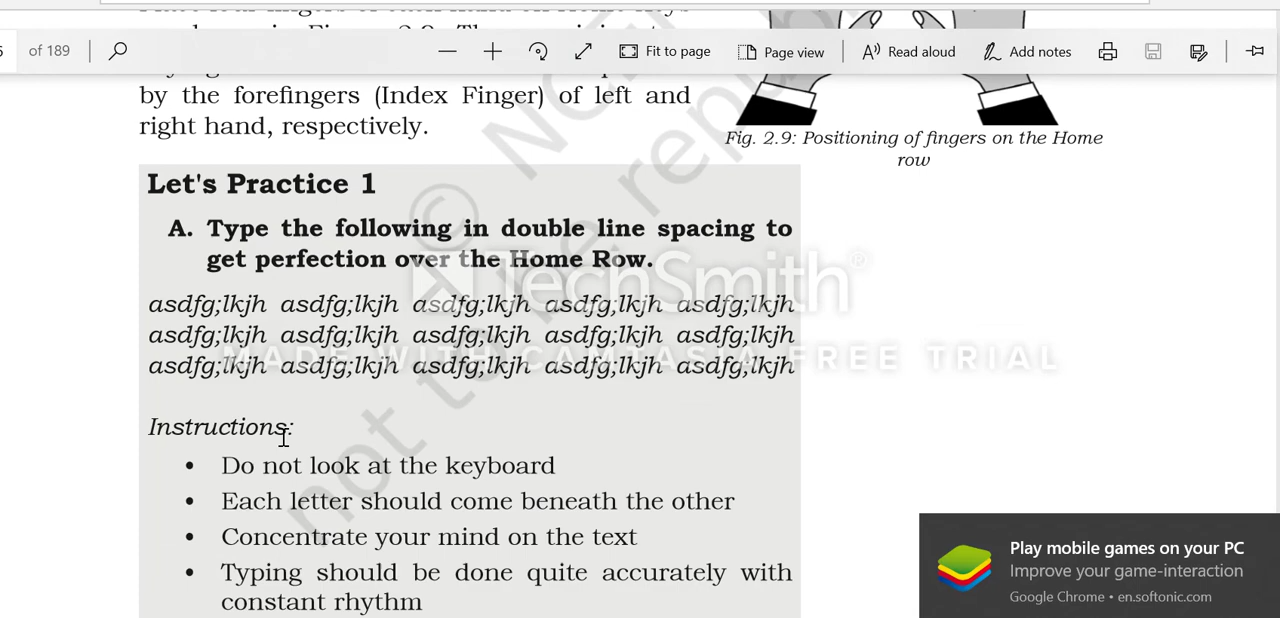 of 189
Fit to page
Page view
Read aloud
Add notes
by the forefingers (Index Finger) of left and
right hand, respectively.
Fig. 2.9: Positioning of fingers on the Home
row
Let's Practice 1
A. Type the following in double line spacing to
get perfection over the Home Row.
asdfg;lkjh asdfg;lkjh asdfg;lkjh asdfg;lkjh asdfg;lkjh
asdfg;lkjh asdfg;lkjh asdfg;lkjh asdfg;lkjh asdfg;lkjh
asdfg;lkjh asdfg;lkjh asdfg;lkjh asdfg;lkjh asdfg;lkjh
TechSmith®
MADE WITH CAMTASIA FREE TRIAL
© NC
not to be
Instructions:
• Do not look at the keyboard
• Each letter should come beneath the other
• Concentrate your mind on the text
• Typing should be done quite accurately with
constant rhythm
Play mobile games on your PC
Improve your game-interaction
Google Chrome • en.softonic.com